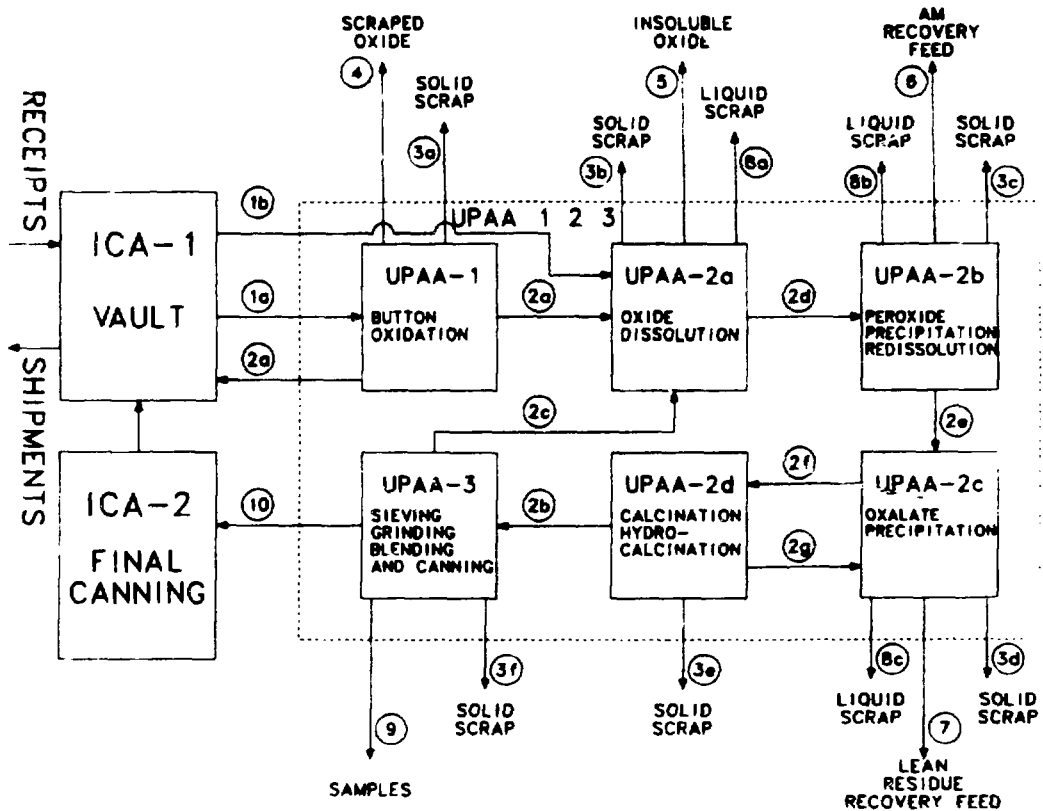 SCRAPED
OXIDE
INSOLUBLE
OXIDE
AM
RECOVERY
FEED
4
SOLID
SCRAP
5
LIQUID
SCRAP
6
3a
SOLID
SCRAP
LIQUID
SCRAP
SOLID
SCRAP
3b
8a
8b
3c
RECEIPTS
1b
UPAA 1 2 3
ICA-1
VAULT
UPAA-1
BUTTON
OXIDATION
UPAA-2a
OXIDE
DISSOLUTION
UPAA-2b
PEROXIDE
PRECIPITATION
REDISSOLUTION
1a
2a
2d
2a
SHIPMENTS
2c
2e
ICA-2
FINAL
CANNING
10
UPAA-3
SIEVING
GRINDING
BLENDING
AND CANNING
2b
UPAA-2d
CALCINATION
HYDRO-
CALCINATION
2f
2g
UPAA-2c
OXALATE
PRECIPITATION
9
3f
3e
8c
3d
SAMPLES
SOLID
SCRAP
SOLID
SCRAP
LIQUID
SCRAP
7
SOLID
SCRAP
LEAN
RESIDUE
RECOVERY FEED